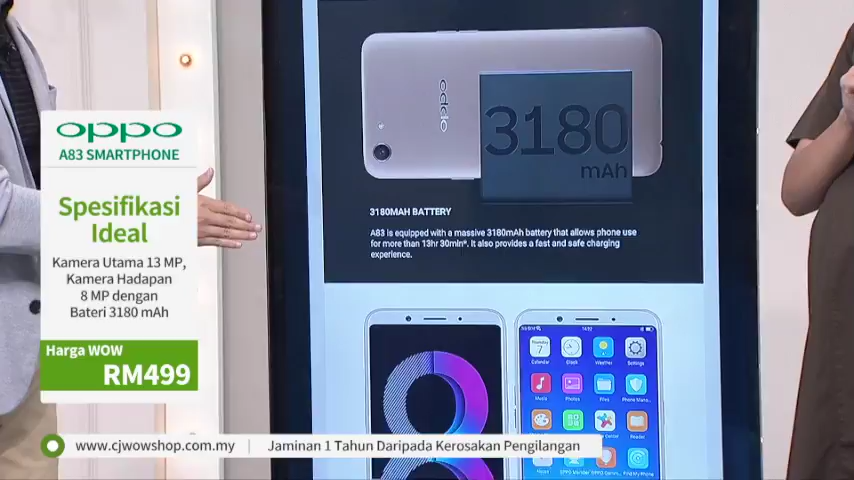 oppo
A83 SMARTPHONE
Spesifikasi
Ideal
Kamera Utama 13 MP,
Kamera Hadapan
8 MP dengan
Bateri 3180 mAh
Harga WOW
RM499
www.cjwowshop.com.my | Jaminan 1 Tahun Daripada Kerosakan Pengilangan
oppo
3180
mAh
3180MAH BATTERY
A83 is equipped with a massive 3180mAh battery that allows phone use
for more than 13hr 30min*. It also provides a fast and safe charging
experience.
Calendar Clock Weather Settings
Music Photos Files Phone Mana..
Reader